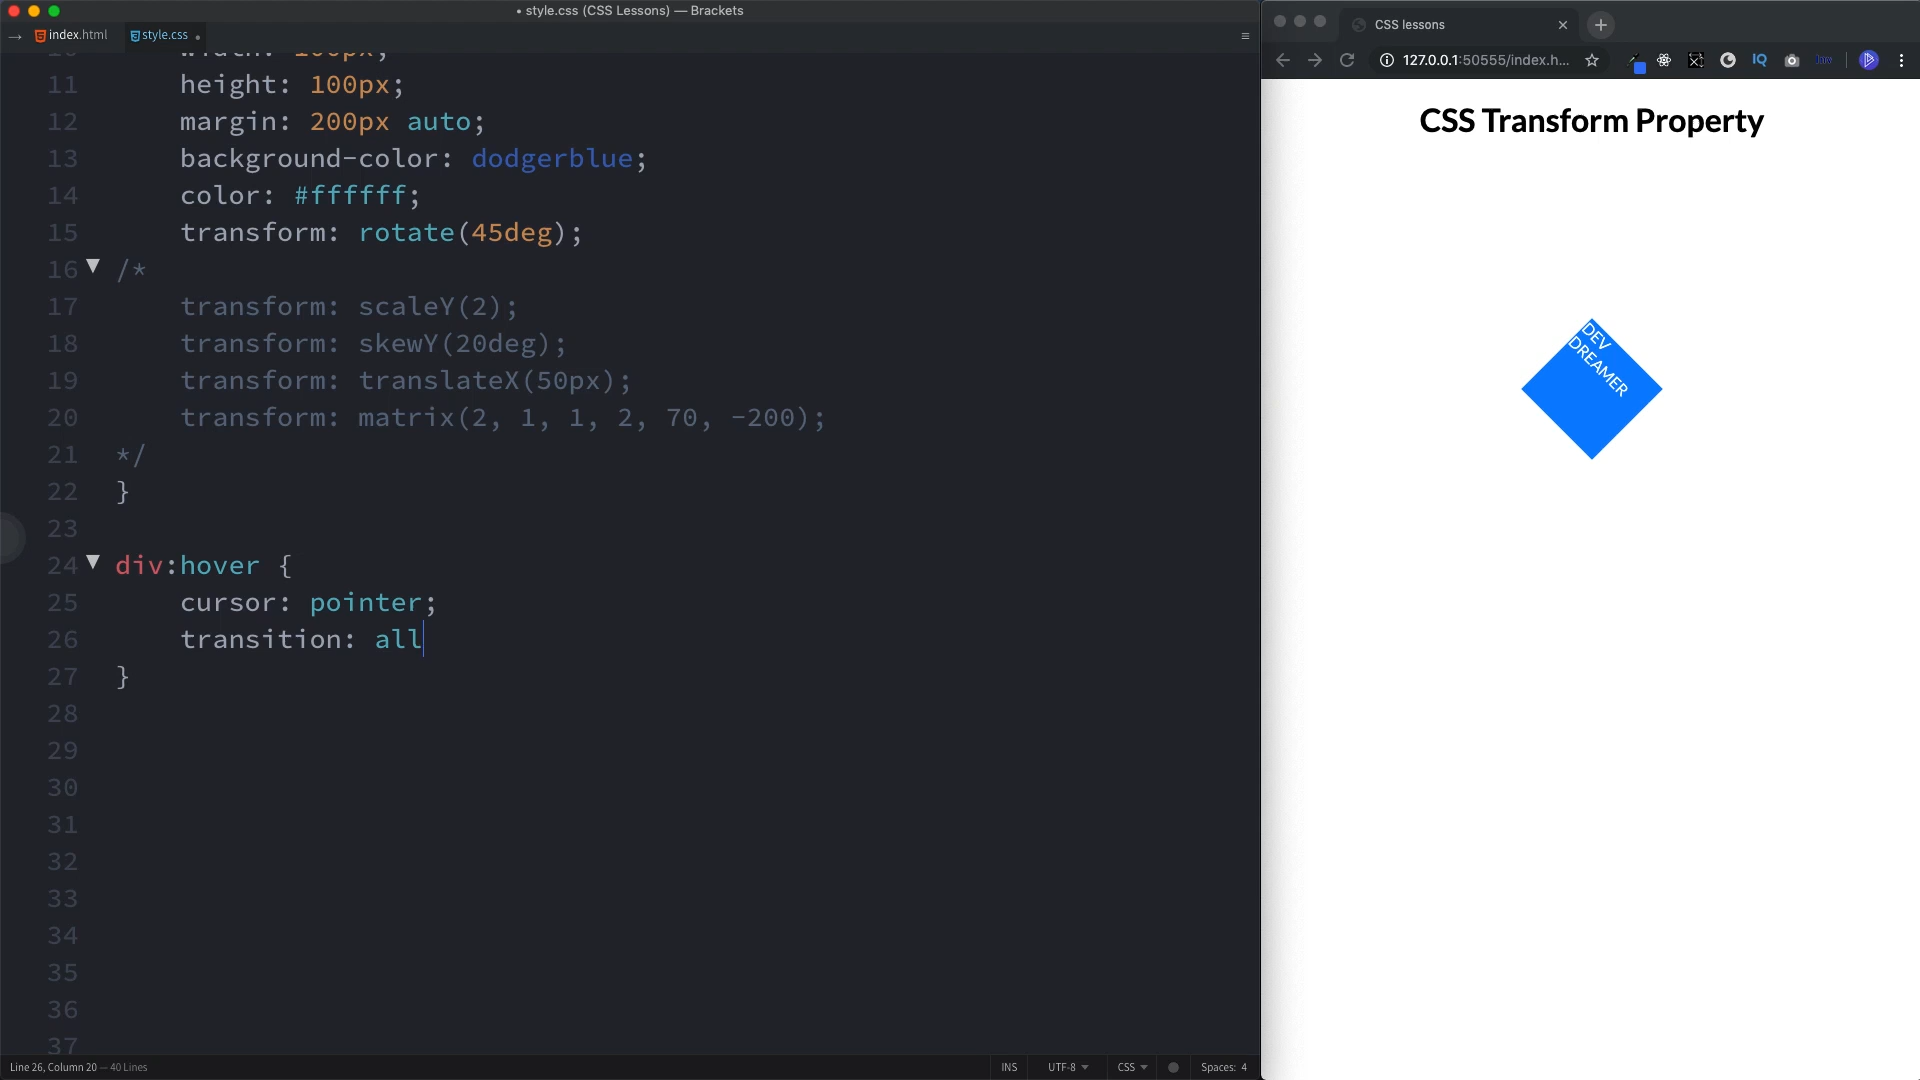 • style.css (CSS Lessons) — Brackets
index.html
style.css •
10 width: 100px;
11 height: 100px;
12 margin: 200px auto;
13 background-color: dodgerblue;
14 color: #ffffff;
15 transform: rotate(45deg);
16 /*
17 transform: scaleY(2);
18 transform: skewY(20deg);
19 transform: translateX(50px);
20 transform: matrix(2, 1, 1, 2, 70, -200);
21 */
22 }
23
24 div:hover {
25 cursor: pointer;
26 transition: all
27 }
28
29
30
31
32
33
34
35
36
37
Line 26, Column 20 — 40 Lines
INS
UTF-8
CSS
Spaces: 4
CSS lessons
127.0.0.1:50555/index.h...
IQ
CSS Transform Property
DEV
DREAMER